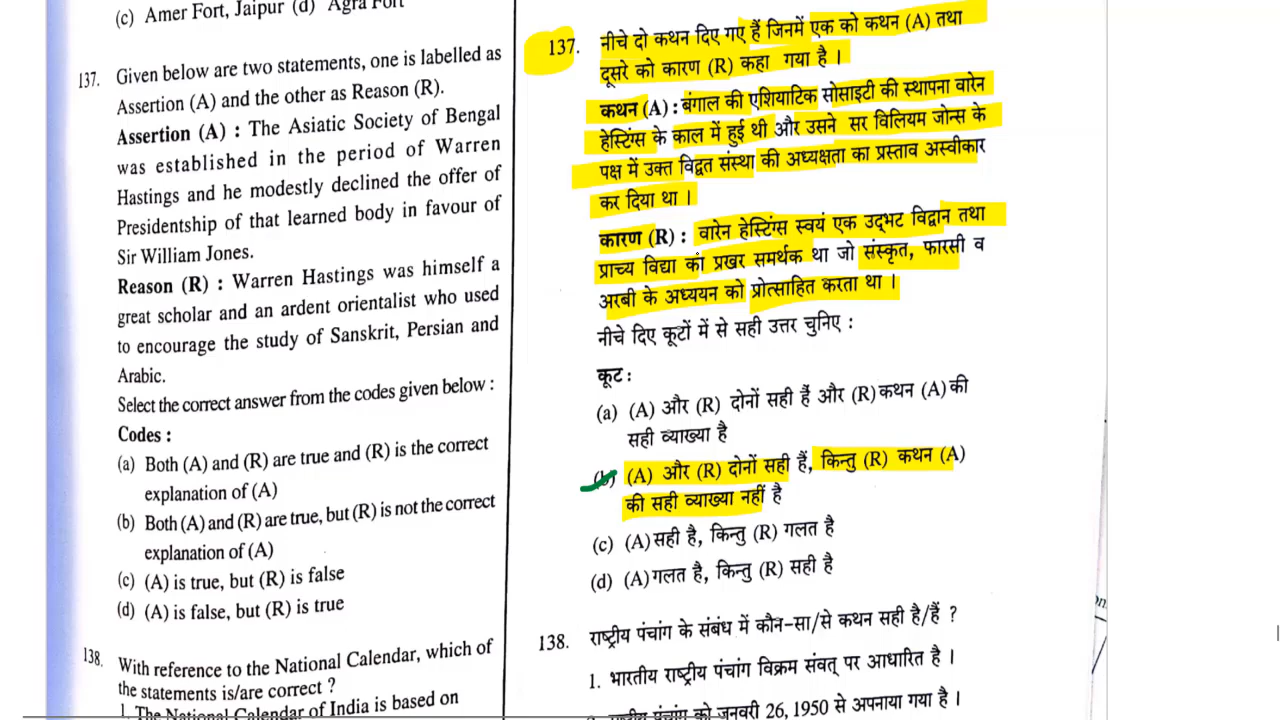 (c) Amer Fort, Jaipur (d) Agra Fort
137. Given below are two statements, one is labelled as
Assertion (A) and the other as Reason (R).
Assertion (A) : The Asiatic Society of Bengal
was established in the period of Warren
Hastings and he modestly declined the offer of
Presidentship of that learned body in favour of
Sir William Jones.
Reason (R) : Warren Hastings was himself a
great scholar and an ardent orientalist who used
to encourage the study of Sanskrit, Persian and
Arabic.
Select the correct answer from the codes given below :
Codes :
(a) Both (A) and (R) are true and (R) is the correct
explanation of (A)
(b) Both (A) and (R) are true, but (R) is not the correct
explanation of (A)
(c) (A) is true, but (R) is false
(d) (A) is false, but (R) is true
138. With reference to the National Calendar, which of
the statements is/are correct ?
1. The National Calendar of India is based on
137. नीचे दो कथन दिए गए हैं जिनमें एक को कथन (A) तथा
दूसरे को कारण (R) कहा गया है ।
कथन (A) : बंगाल की एशियाटिक सोसाइटी की स्थापना वारेन
हेस्टिंग्स के काल में हुई थी और उसने सर विलियम जोन्स के
पक्ष में उक्त विद्वत संस्था की अध्यक्षता का प्रस्ताव अस्वीकार
कर दिया था ।
कारण (R) : वारेन हेस्टिंग्स स्वयं एक उद्भट विद्वान तथा
प्राच्य विद्या का प्रखर समर्थक था जो संस्कृत, फारसी व
अरबी के अध्ययन को प्रोत्साहित करता था ।
नीचे दिए कूटों में से सही उत्तर चुनिए :
कूट :
(a) (A) और (R) दोनों सही हैं और (R) कथन (A) की
सही व्याख्या है
(b) (A) और (R) दोनों सही हैं, किन्तु (R) कथन (A)
की सही व्याख्या नहीं है
(c) (A) सही है, किन्तु (R) गलत है
(d) (A) गलत है, किन्तु (R) सही है
138. राष्ट्रीय पंचांग के संबंध में कौन-सा/से कथन सही है/हैं ?
1. भारतीय राष्ट्रीय पंचांग विक्रम संवत् पर आधारित है ।
राष्ट्रीय पंचांग को जनवरी 26, 1950 से अपनाया गया है ।